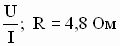 U/I; R = 4,8 Ом